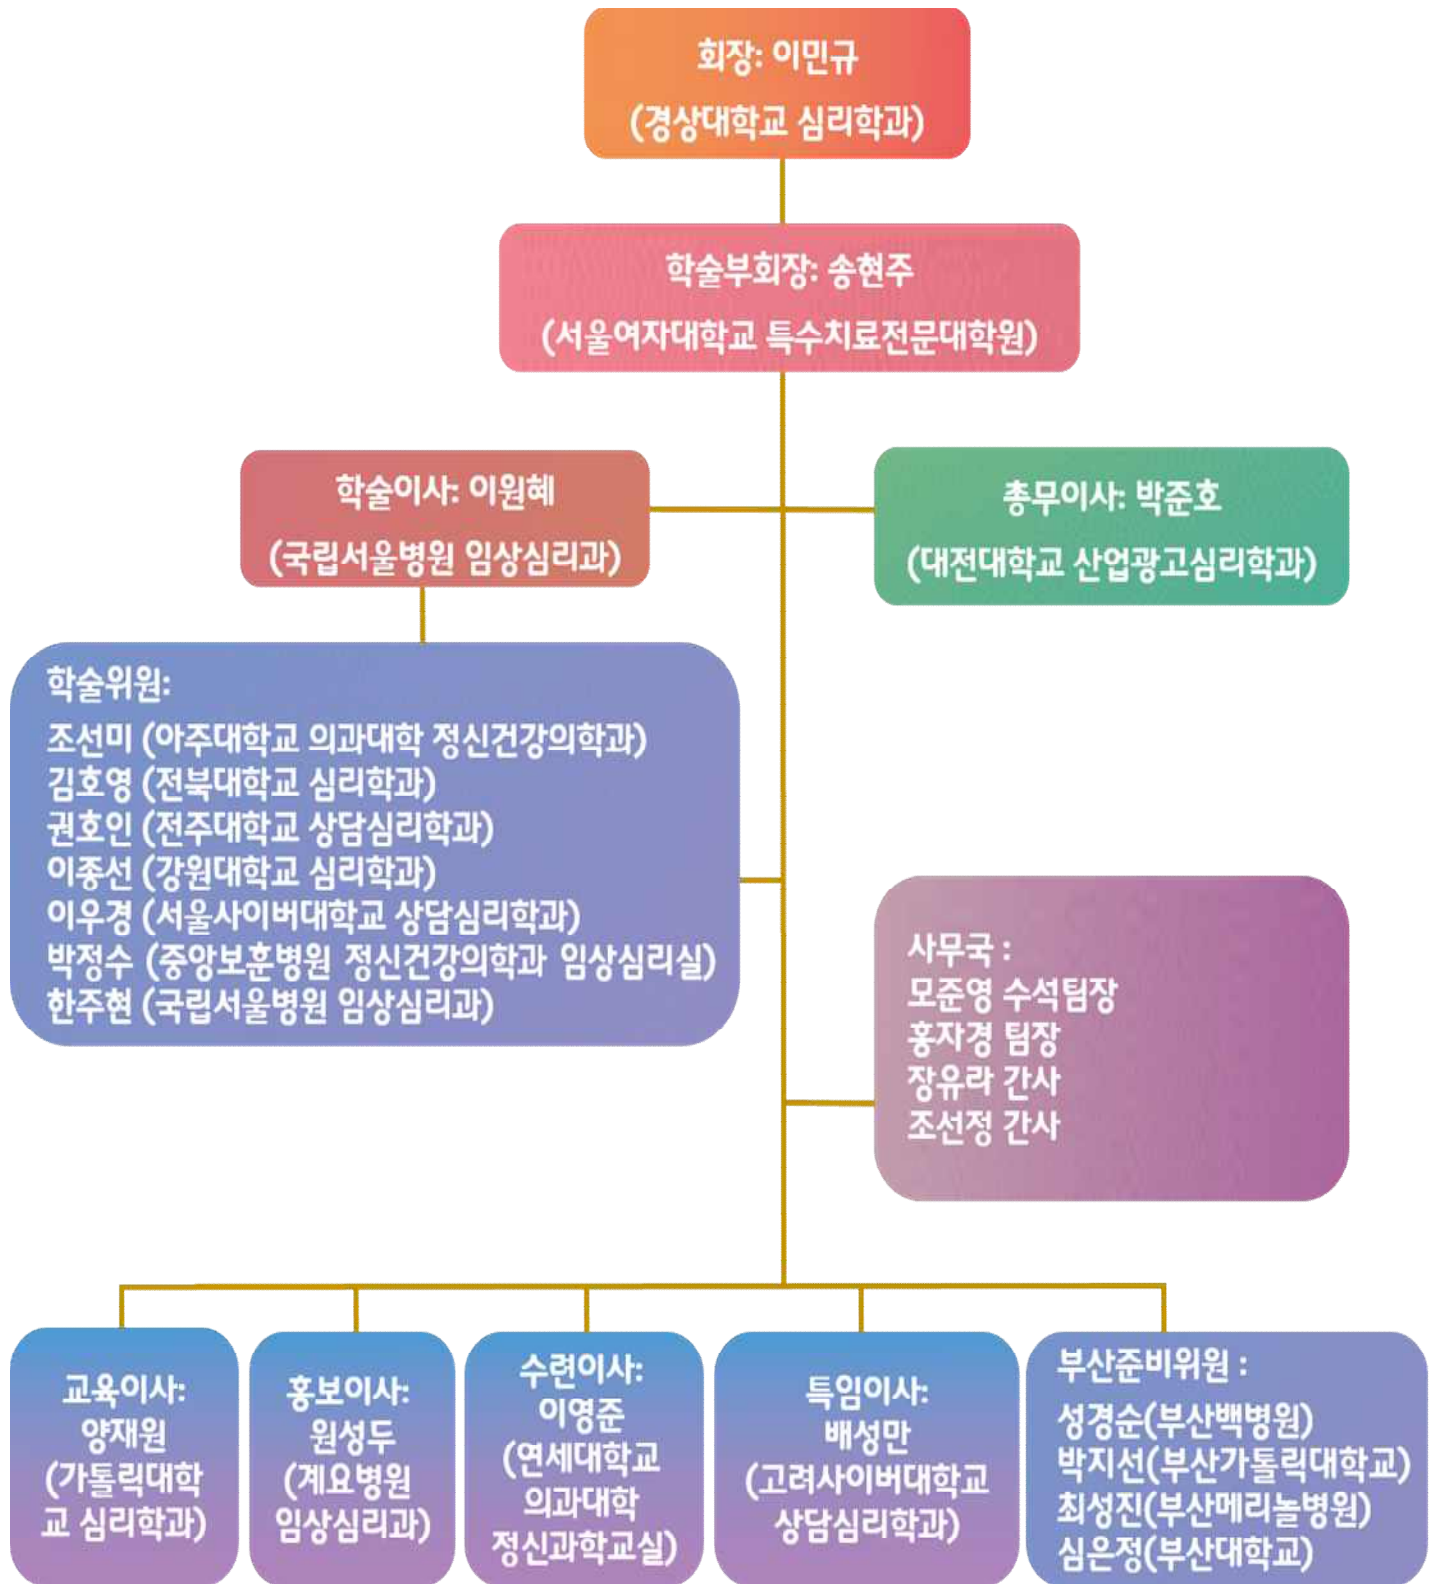 회장: 이민규
(경상대학교 심리학과)
학술부회장: 송현주
(서울여자대학교 특수치료전문대학원)
학술이사: 이원혜
(국립서울병원 임상심리과)
총무이사: 박준호
(대전대학교 산업광고심리학과)
학술위원:
조선미 (아주대학교 의과대학 정신건강의학과)
김호영 (전북대학교 심리학과)
권호인 (전주대학교 상담심리학과)
이종선 (강원대학교 심리학과)
이우경 (서울사이버대학교 상담심리학과)
박정수 (중앙보훈병원 정신건강의학과 임상심리실)
한주현 (국립서울병원 임상심리과)
사무국 :
모준영 수석팀장
홍자경 팀장
장유라 간사
조선정 간사
교육이사:
양재원
(가톨릭대학
교 심리학과)
홍보이사:
원성두
(계요병원
임상심리과)
수련이사:
이영준
(연세대학교
의과대학
정신과학교실)
특임이사:
배성만
(고려사이버대학교
상담심리학과)
부산준비위원 :
성경순(부산백병원)
박지선(부산가톨릭대학교)
최성진(부산메리놀병원)
심은정(부산대학교)